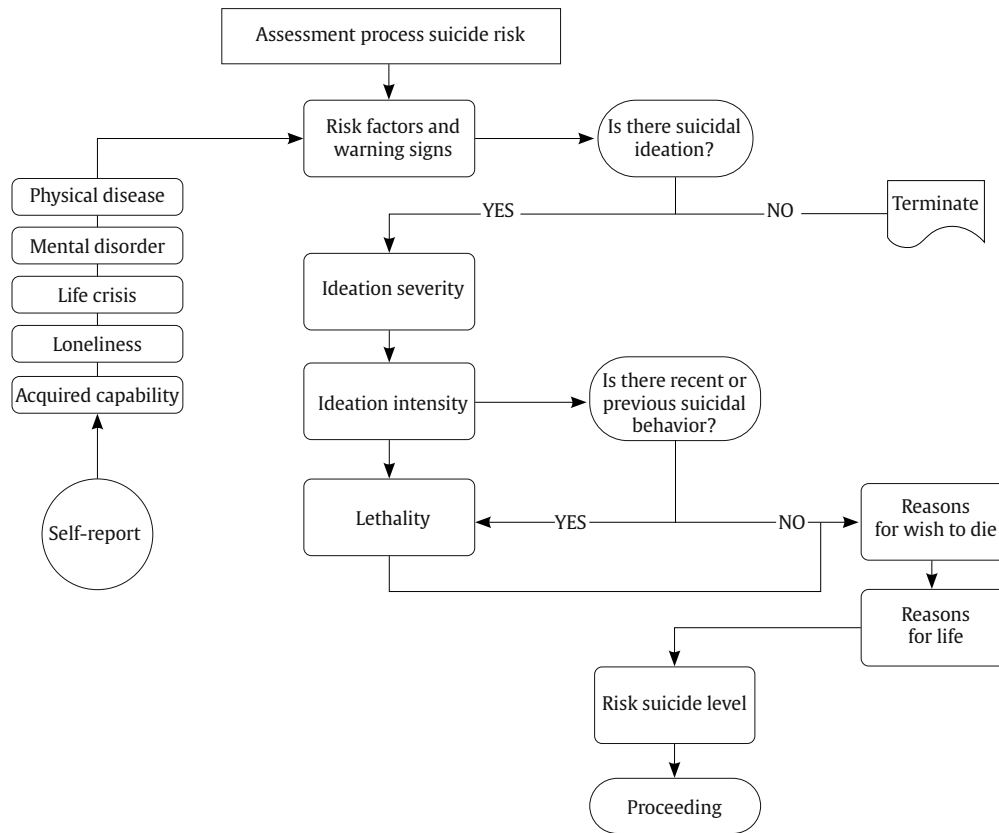 Assessment process suicide risk
Risk factors and
warning signs
Is there suicidal
ideation?
Physical disease
Mental disorder
Life crisis
Loneliness
Acquired capability
Self-report
YES
NO
Terminate
Ideation severity
Ideation intensity
Is there recent or
previous suicidal
behavior?
Lethality
YES
NO
Reasons
for wish to die
Reasons
for life
Risk suicide level
Proceeding